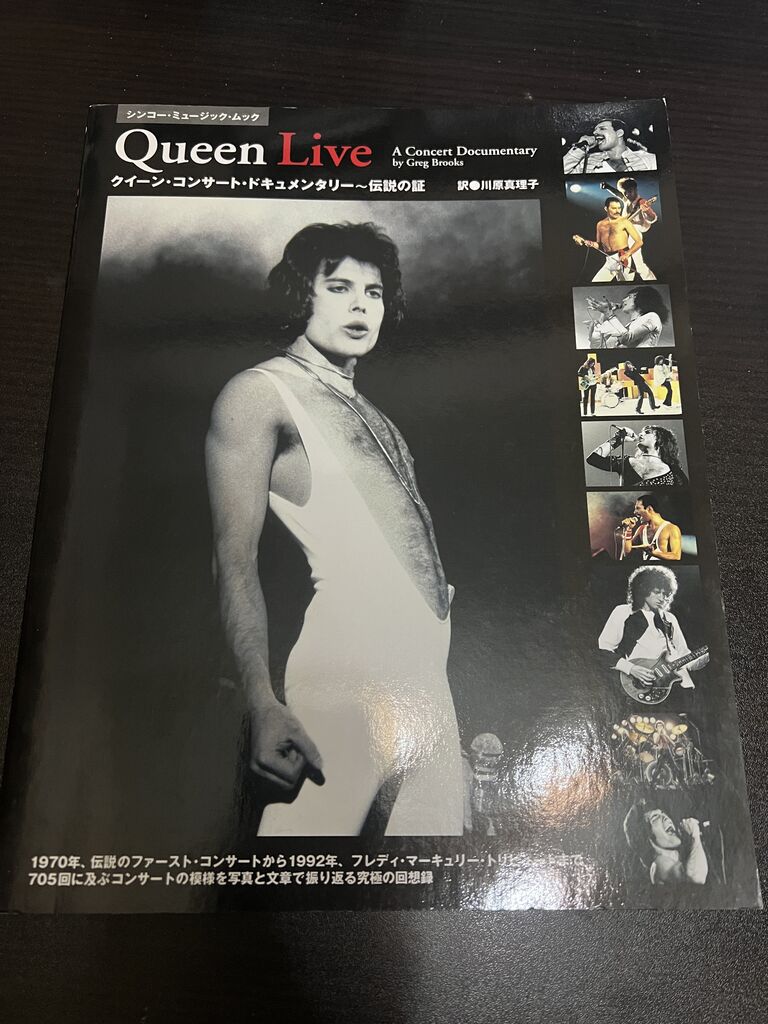 シンコー・ミュージック・ムック
Queen Live
A Concert Documentary
by Greg Brooks
クイーン・コンサート・ドキュメンタリー〜伝説の証
訳●川原真理子
1970年、伝説のファースト・コンサートから1992年、フレディ・マーキュリー・トリビュートまで
705回に及ぶコンサートの模様を写真と文章で振り返る究極の回想録